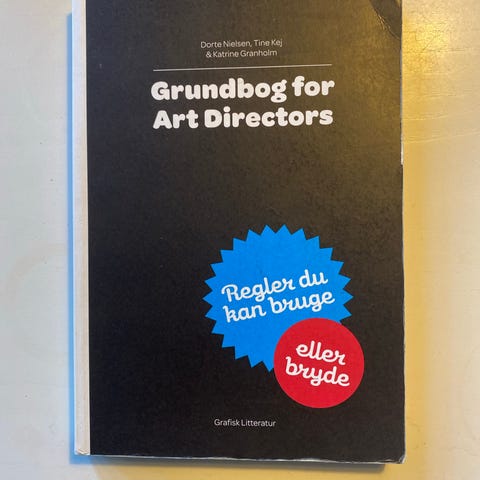 Dorte Nielsen, Tine Kej
& Katrine Granholm
Grundbog for
Art Directors
Regler du
kan bruge
eller
bryde
Grafisk Litteratur